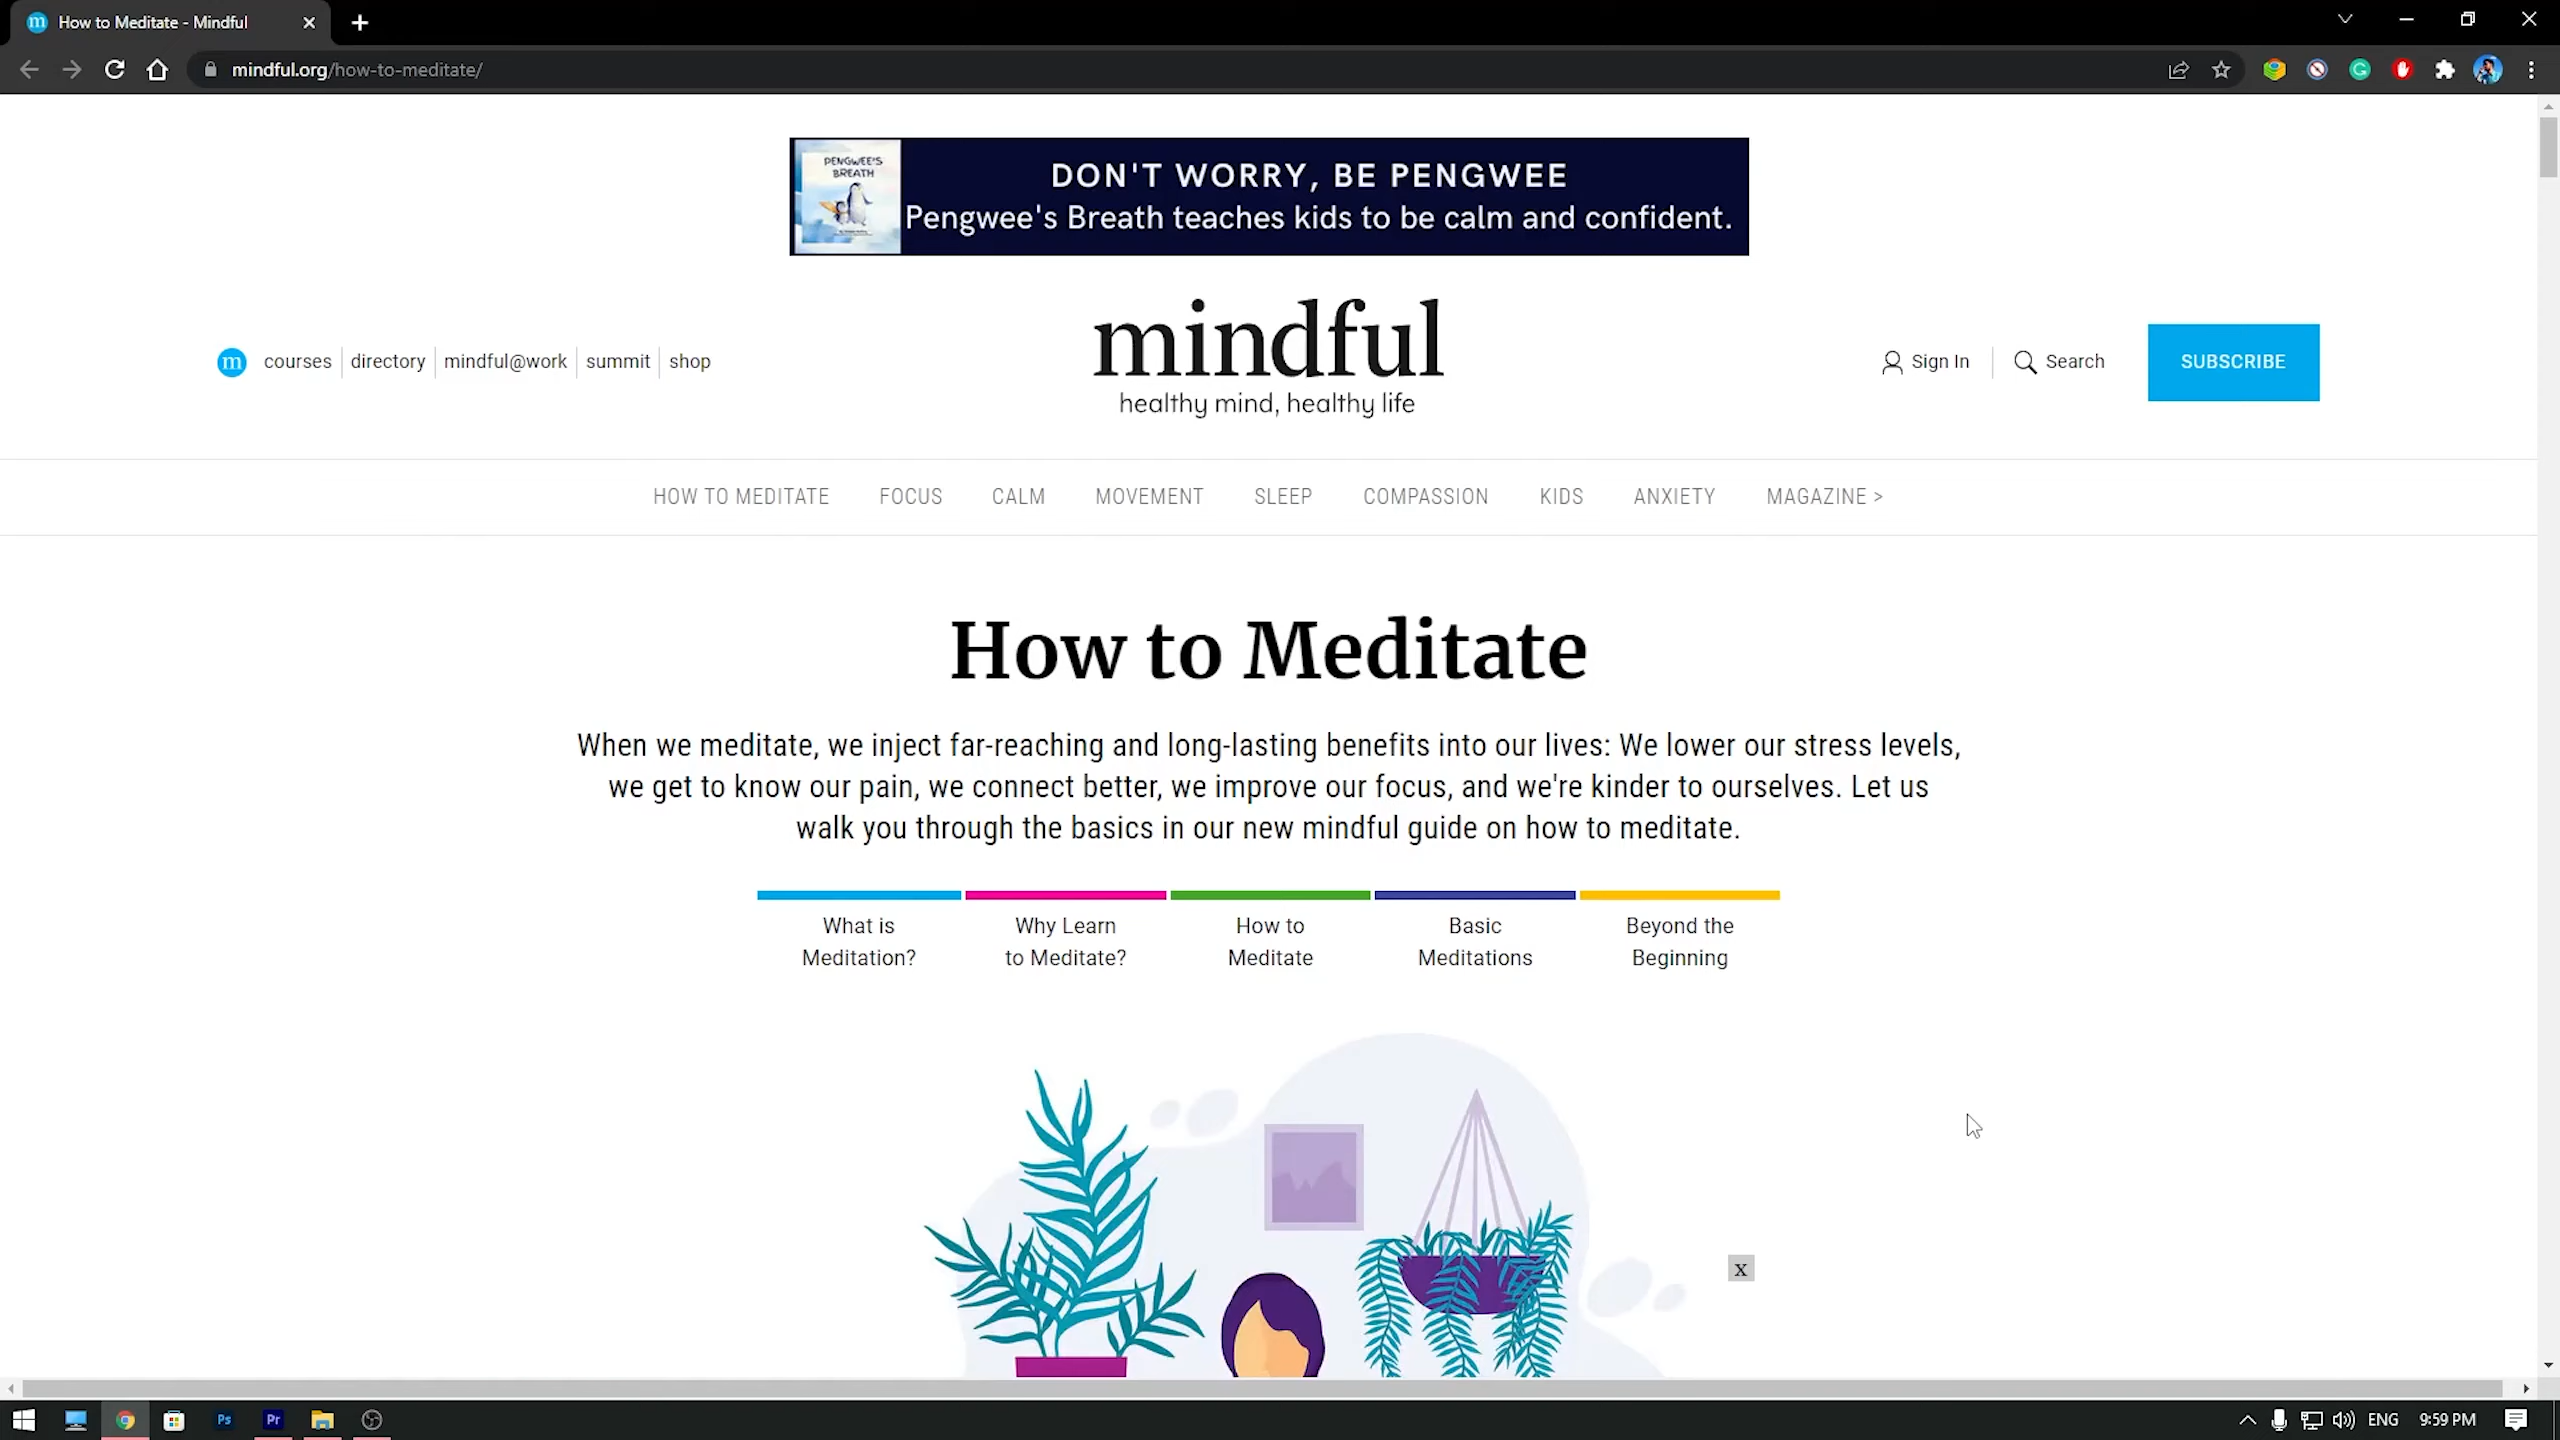 How to Meditate - Mindful
mindful.org/how-to-meditate/
PENGWEE'S
BREATH
DON'T WORRY, BE PENGWEE
Pengwee's Breath teaches kids to be calm and confident.
m courses directory mindful@work summit shop
mindful
healthy mind, healthy life
Sign In Search SUBSCRIBE
HOW TO MEDITATE FOCUS CALM MOVEMENT SLEEP COMPASSION KIDS ANXIETY MAGAZINE >
How to Meditate
When we meditate, we inject far-reaching and long-lasting benefits into our lives: We lower our stress levels,
we get to know our pain, we connect better, we improve our focus, and we're kinder to ourselves. Let us
walk you through the basics in our new mindful guide on how to meditate.
What is
Meditation?
Why Learn
to Meditate?
How to
Meditate
Basic
Meditations
Beyond the
Beginning
x
Ps Pr ENG 9:59 PM